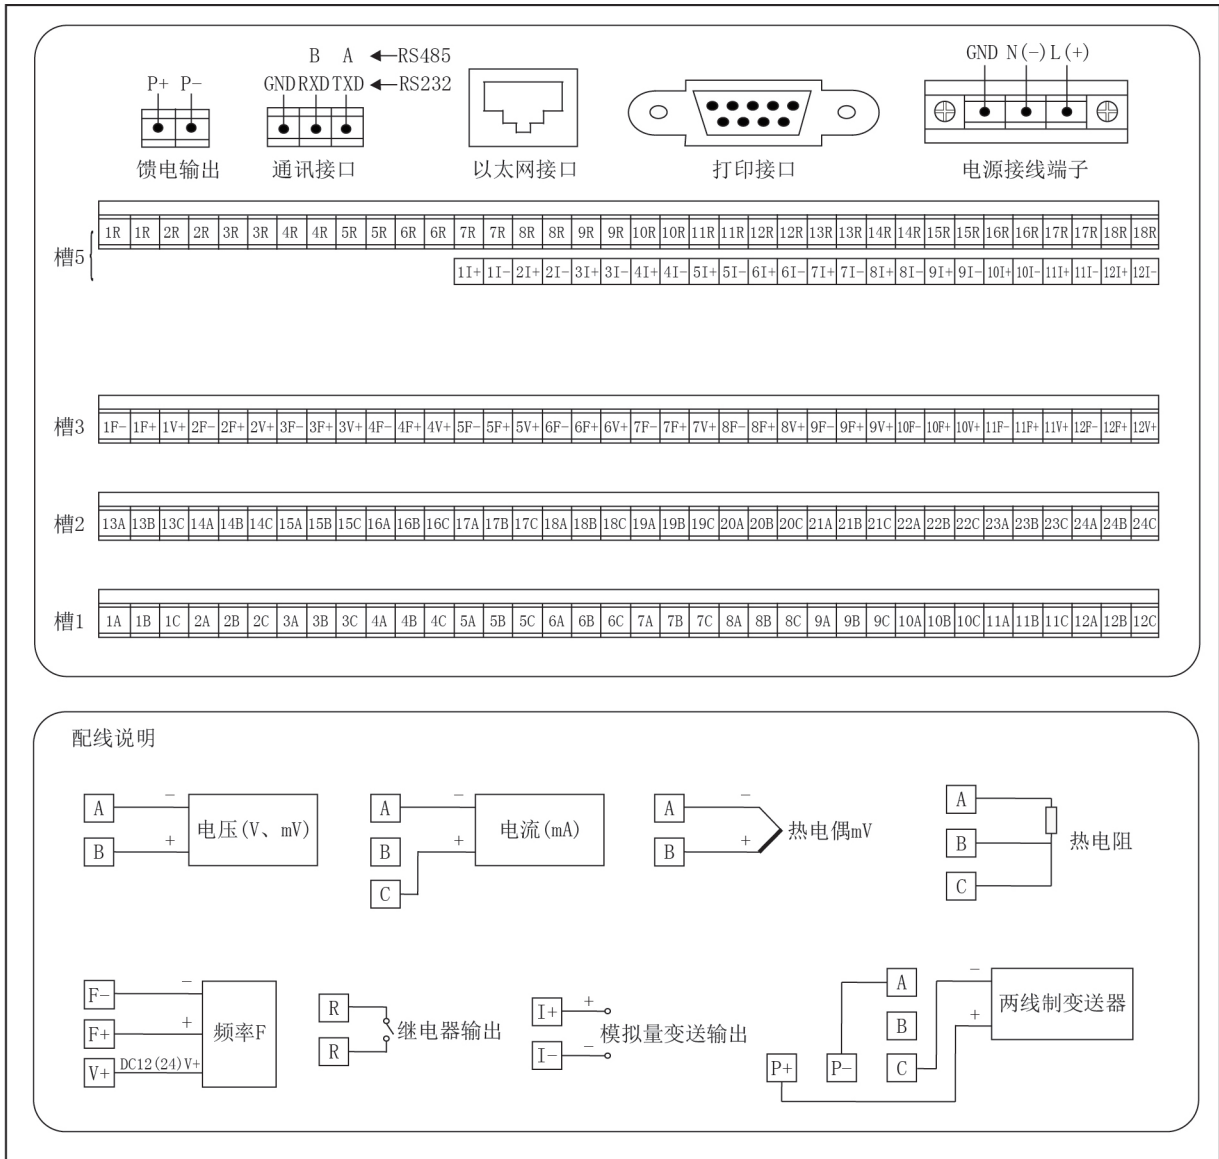 B A ←RS485
GND N(−) L(+)
P+ P−
GND RXD TXD ←RS232
馈电输出 通讯接口 以太网接口 打印接口 电源接线端子
槽5
1R 1R 2R 2R 3R 3R 4R 4R 5R 5R 6R 6R 7R 7R 8R 8R 9R 9R 10R 10R 11R 11R 12R 12R 13R 13R 14R 14R 15R 15R 16R 16R 17R 17R 18R 18R
1I+ 1I− 2I+ 2I− 3I+ 3I− 4I+ 4I− 5I+ 5I− 6I+ 6I− 7I+ 7I− 8I+ 8I− 9I+ 9I− 10I+ 10I− 11I+ 11I− 12I+ 12I−
槽3 1F− 1F+ 1V+ 2F− 2F+ 2V+ 3F− 3F+ 3V+ 4F− 4F+ 4V+ 5F− 5F+ 5V+ 6F− 6F+ 6V+ 7F− 7F+ 7V+ 8F− 8F+ 8V+ 9F− 9F+ 9V+ 10F− 10F+ 10V+ 11F− 11F+ 11V+ 12F− 12F+ 12V+
槽2 13A 13B 13C 14A 14B 14C 15A 15B 15C 16A 16B 16C 17A 17B 17C 18A 18B 18C 19A 19B 19C 20A 20B 20C 21A 21B 21C 22A 22B 22C 23A 23B 23C 24A 24B 24C
槽1 1A 1B 1C 2A 2B 2C 3A 3B 3C 4A 4B 4C 5A 5B 5C 6A 6B 6C 7A 7B 7C 8A 8B 8C 9A 9B 9C 10A 10B 10C 11A 11B 11C 12A 12B 12C
配线说明
A −
B +
电压(V、mV)
A −
B
C +
电流(mA)
A −
B +
热电偶mV
A
B
C
热电阻
F− −
F+ +
V+ DC12(24)V+
频率F
R
R
继电器输出
I+ +
I− −
模拟量变送输出
A −
B +
P+ P− C
两线制变送器